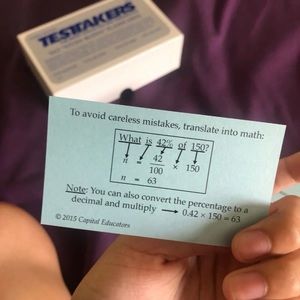 TESTTAKERS
To avoid careless mistakes, translate into math:
What is 42% of 150?
n = 42/100 × 150
n = 63
Note: You can also convert the percentage to a
decimal and multiply → 0.42 × 150 = 63
© 2015 Capital Educators